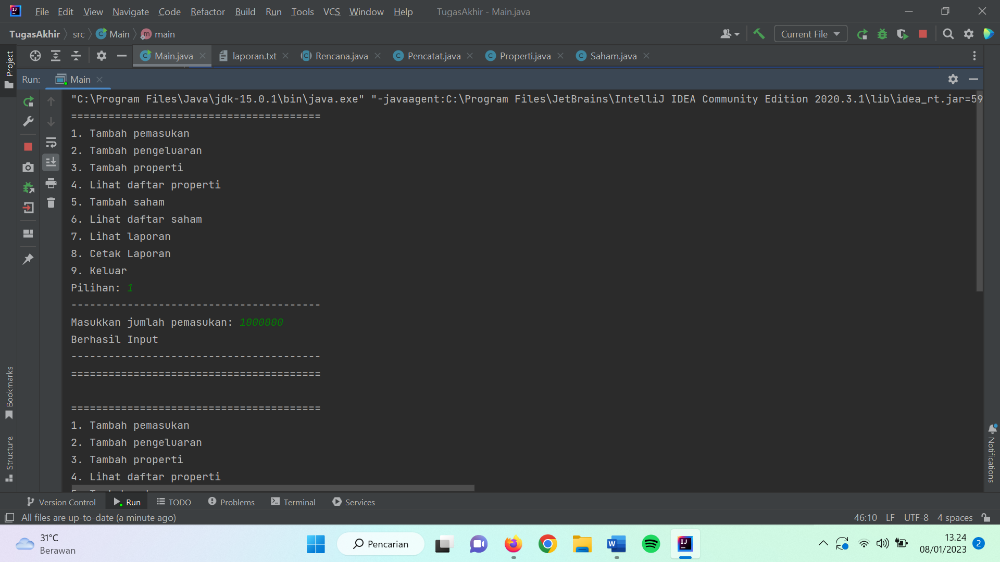 File Edit View Navigate Code Refactor Build Run Tools VCS Window Help TugasAkhir - Main.java
TugasAkhir src Main main Current File
Main.java laporan.txt Rencana.java Pencatat.java Properti.java Saham.java
Project
Run: Main
"C:\Program Files\Java\jdk-15.0.1\bin\java.exe" "-javaagent:C:\Program Files\JetBrains\IntelliJ IDEA Community Edition 2020.3.1\lib\idea_rt.jar=59
========================================
1. Tambah pemasukan
2. Tambah pengeluaran
3. Tambah properti
4. Lihat daftar properti
5. Tambah saham
6. Lihat daftar saham
7. Lihat laporan
8. Cetak Laporan
9. Keluar
Pilihan: 1
----------------------------------------
Masukkan jumlah pemasukan: 1000000
Berhasil Input
----------------------------------------
========================================
========================================
1. Tambah pemasukan
2. Tambah pengeluaran
3. Tambah properti
4. Lihat daftar properti
Bookmarks
Structure
Notifications
Version Control Run TODO Problems Terminal Services
All files are up-to-date (a minute ago) 46:10 LF UTF-8 4 spaces
31°C
Berawan
Pencarian
13.24
08/01/2023
2